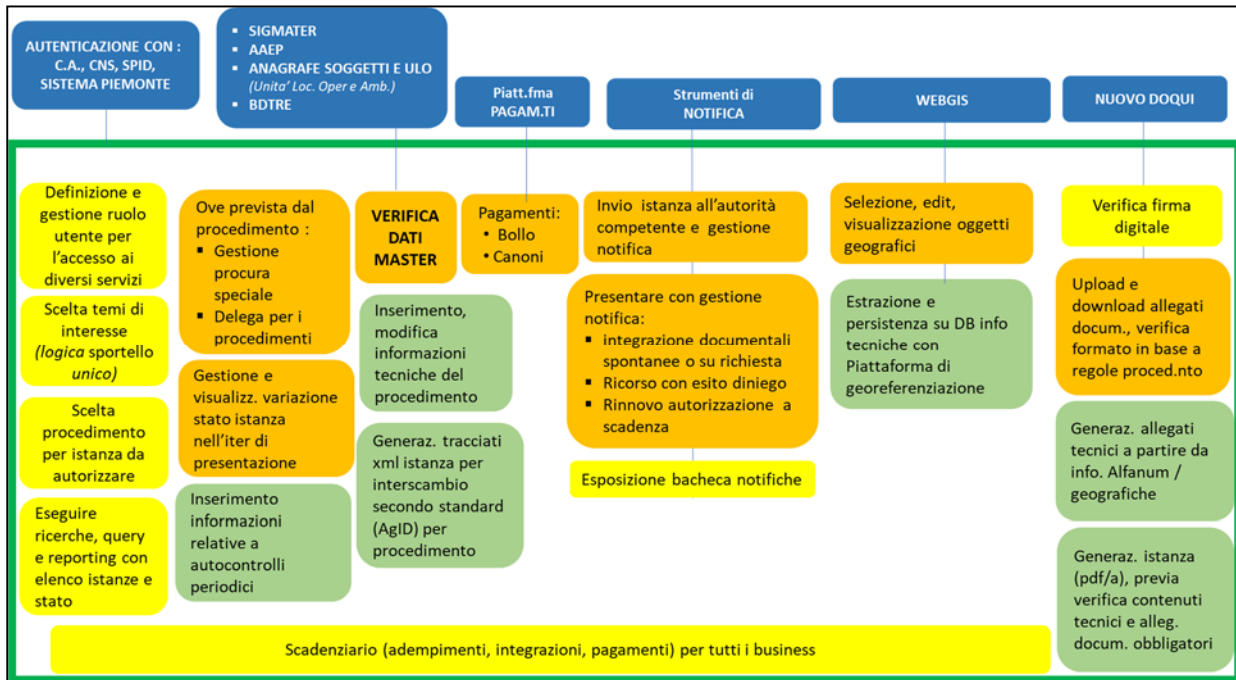 AUTENTICAZIONE CON :
C.A., CNS, SPID,
SISTEMA PIEMONTE
▪ SIGMATER
▪ AAEP
▪ ANAGRAFE SOGGETTI E ULO
(Unita' Loc. Oper e Amb.)
▪ BDTRE
Piatt.fma
PAGAM.TI
Strumenti di
NOTIFICA
WEBGIS
NUOVO DOQUI
Definizione e
gestione ruolo
utente per
l'accesso ai
diversi servizi
Scelta temi di
interesse
(logica sportello
unico)
Scelta
procedimento
per istanza da
autorizzare
Eseguire
ricerche, query
e reporting con
elenco istanze e
stato
Ove prevista dal
procedimento :
▪ Gestione
procura
speciale
▪ Delega per i
procedimenti
Gestione e
visualizz. variazione
stato istanza
nell'iter di
presentazione
Inserimento
informazioni
relative a
autocontrolli
periodici
VERIFICA
DATI
MASTER
Inserimento,
modifica
informazioni
tecniche del
procedimento
Generaz. tracciati
xml istanza per
interscambio
secondo standard
(AgID) per
procedimento
Pagamenti:
• Bollo
• Canoni
Invio istanza all'autorità
competente e gestione
notifica
Presentare con gestione
notifica:
▪ integrazione documentali
spontanee o su richiesta
▪ Ricorso con esito diniego
▪ Rinnovo autorizzazione a
scadenza
Esposizione bacheca notifiche
Selezione, edit,
visualizzazione oggetti
geografici
Estrazione e
persistenza su DB info
tecniche con
Piattaforma di
georeferenziazione
Verifica firma
digitale
Upload e
download allegati
docum., verifica
formato in base a
regole proced.nto
Generaz. allegati
tecnici a partire da
info. Alfanum /
geografiche
Generaz. istanza
(pdf/a), previa
verifica contenuti
tecnici e alleg.
docum. obbligatori
Scadenziario (adempimenti, integrazioni, pagamenti) per tutti i business